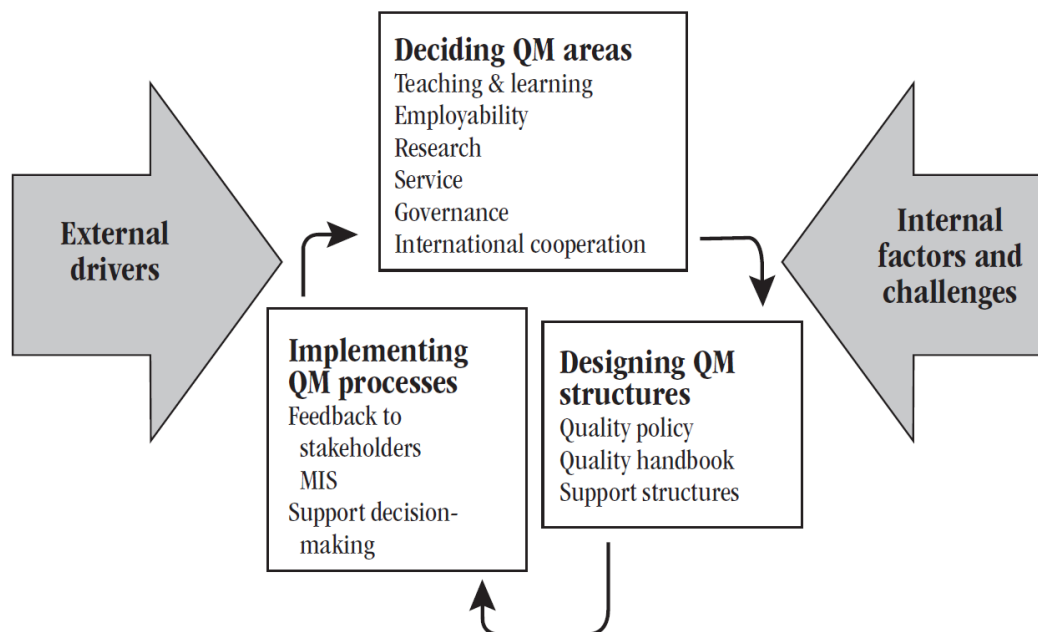 Deciding QM areas
Teaching & learning
Employability
Research
Service
Governance
International cooperation
External
drivers
Internal
factors and
challenges
Implementing
QM processes
Feedback to
stakeholders
MIS
Support decision-
making
Designing QM
structures
Quality policy
Quality handbook
Support structures